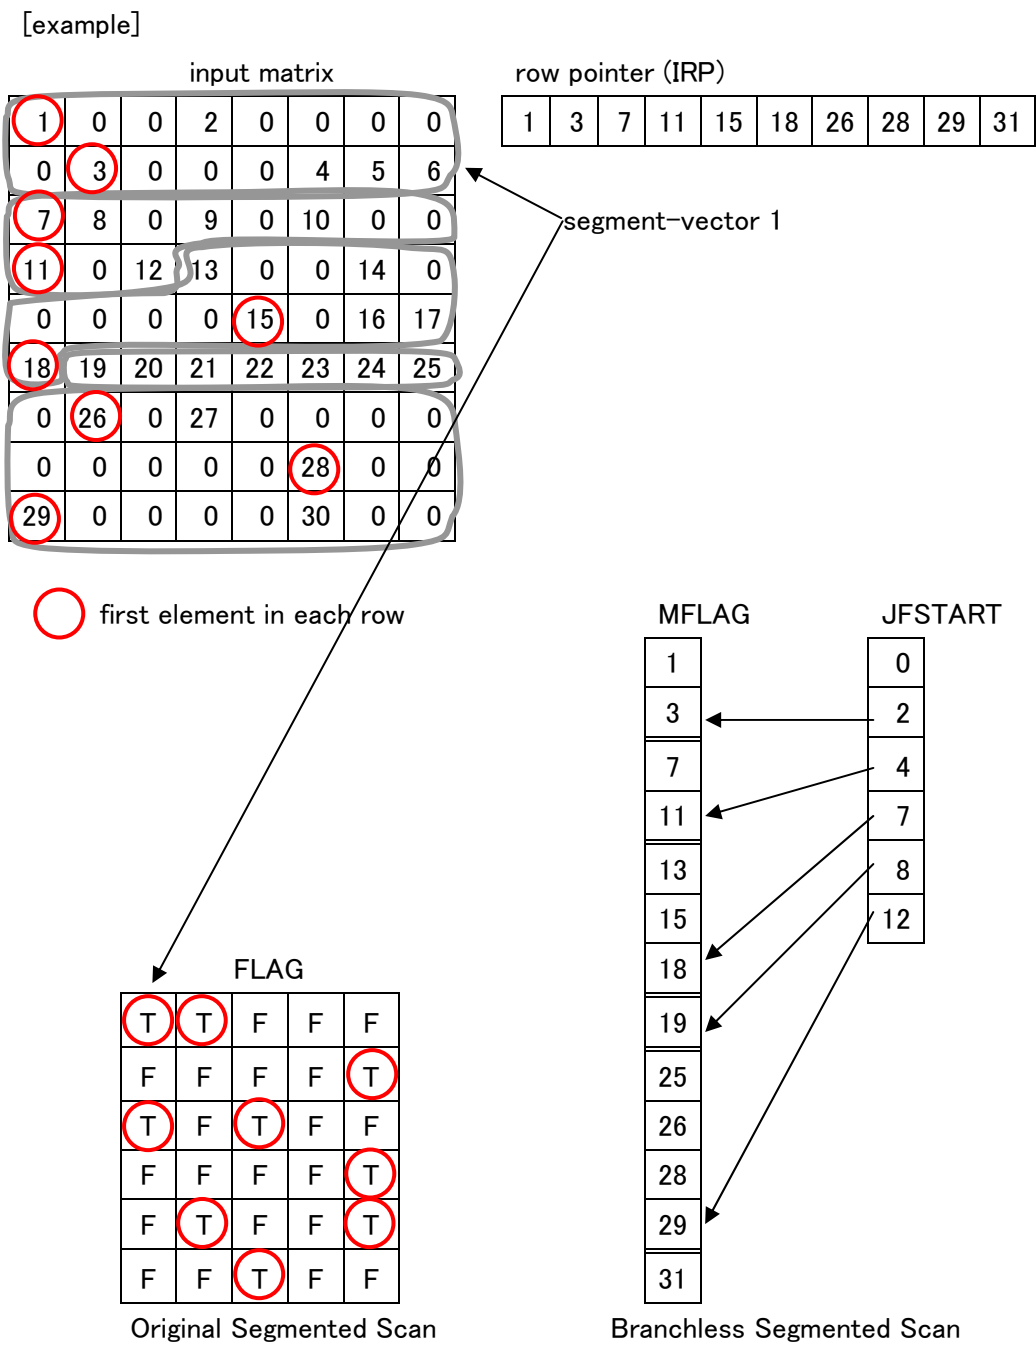 [example]
input matrix
row pointer (IRP)
1 0 0 2 0 0 0 0
0 3 0 0 0 4 5 6
7 8 0 9 0 10 0 0
11 0 12 13 0 0 14 0
0 0 0 0 15 0 16 17
18 19 20 21 22 23 24 25
0 26 0 27 0 0 0 0
0 0 0 0 0 28 0 0
29 0 0 0 0 30 0 0
1 3 7 11 15 18 26 28 29 31
segment-vector 1
first element in each row
FLAG
T T F F F
F F F F T
T F T F F
F F F F T
F T F F T
F F T F F
Original Segmented Scan
MFLAG
1
3
7
11
13
15
18
19
25
26
28
29
31
JFSTART
0
2
4
7
8
12
Branchless Segmented Scan